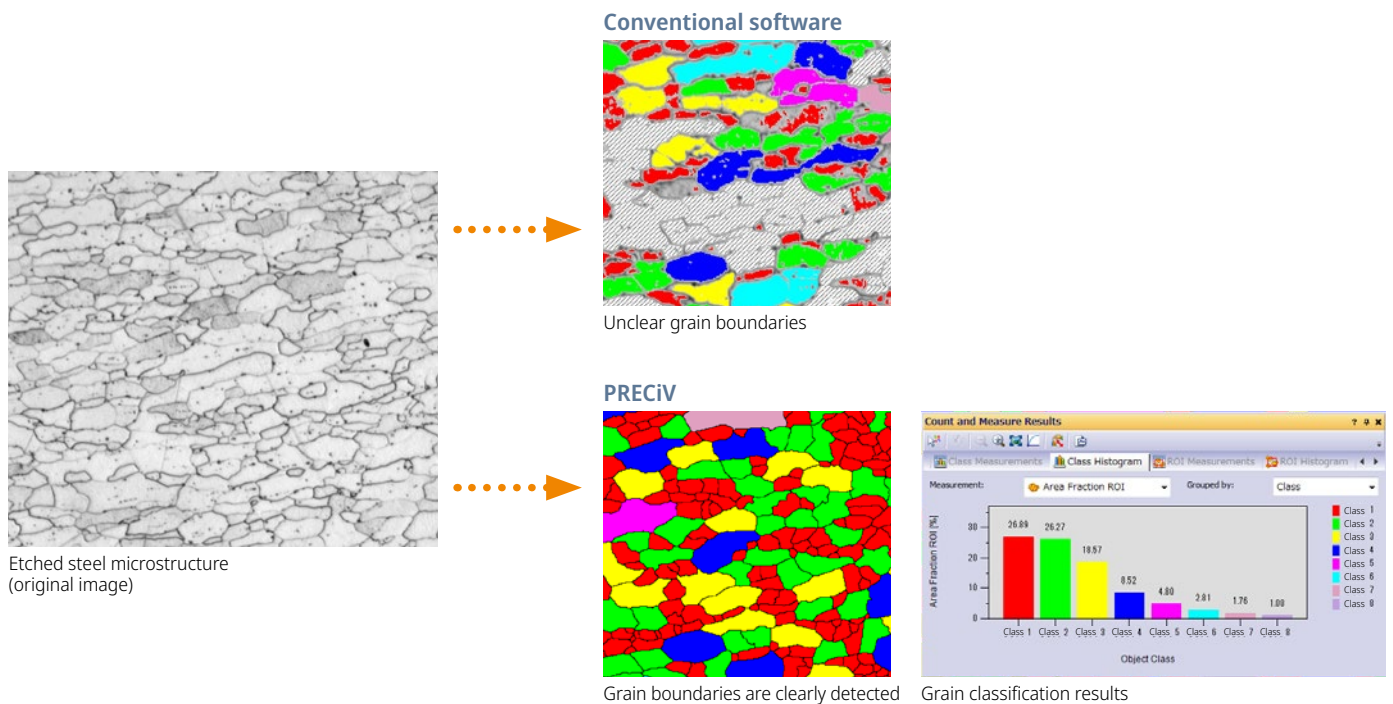 Conventional software
Unclear grain boundaries
Etched steel microstructure
(original image)
PRECiV
Grain boundaries are clearly detected
Count and Measure Results
Class Measurements Class Histogram ROI Measurements ROI Histogram
Measurement: Area Fraction ROI Grouped by: Class
Area Fraction ROI [%]
30
20
10
0
26.89
26.27
18.57
8.52
4.80
2.81
1.76
Class 1 Class 2 Class 3 Class 4 Class 5 Class 6 Class 7 Class 8
Object Class
Class 1
Class 2
Class 3
Class 4
Class 5
Class 6
Class 7
Class 8
Grain classification results